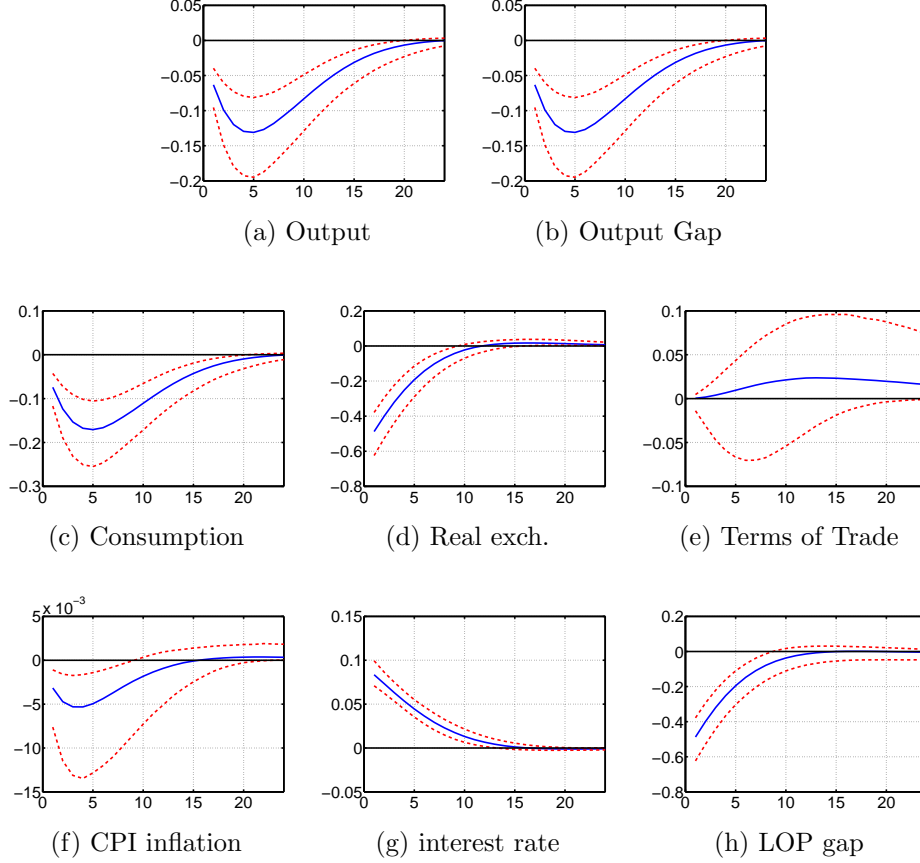 0.05 0.05
0 0
−0.05 −0.05
−0.1 −0.1
−0.15 −0.15
−0.2 −0.2
0 5 10 15 20 0 5 10 15 20
(a) Output (b) Output Gap
0.1 0.2 0.1
0 0 0.05
−0.1 −0.2 0
−0.2 −0.4 −0.05
−0.3 −0.6 −0.1
−0.8
0 5 10 15 20 0 5 10 15 20 0 5 10 15 20
(c) Consumption (d) Real exch. (e) Terms of Trade
x 10−3
5 0.15 0.2
0 0.1 0
−5 0.05 −0.2
−10 0 −0.4
−15 −0.05 −0.6
−0.8
0 5 10 15 20 0 5 10 15 20 0 5 10 15 20
(f) CPI inflation (g) interest rate (h) LOP gap